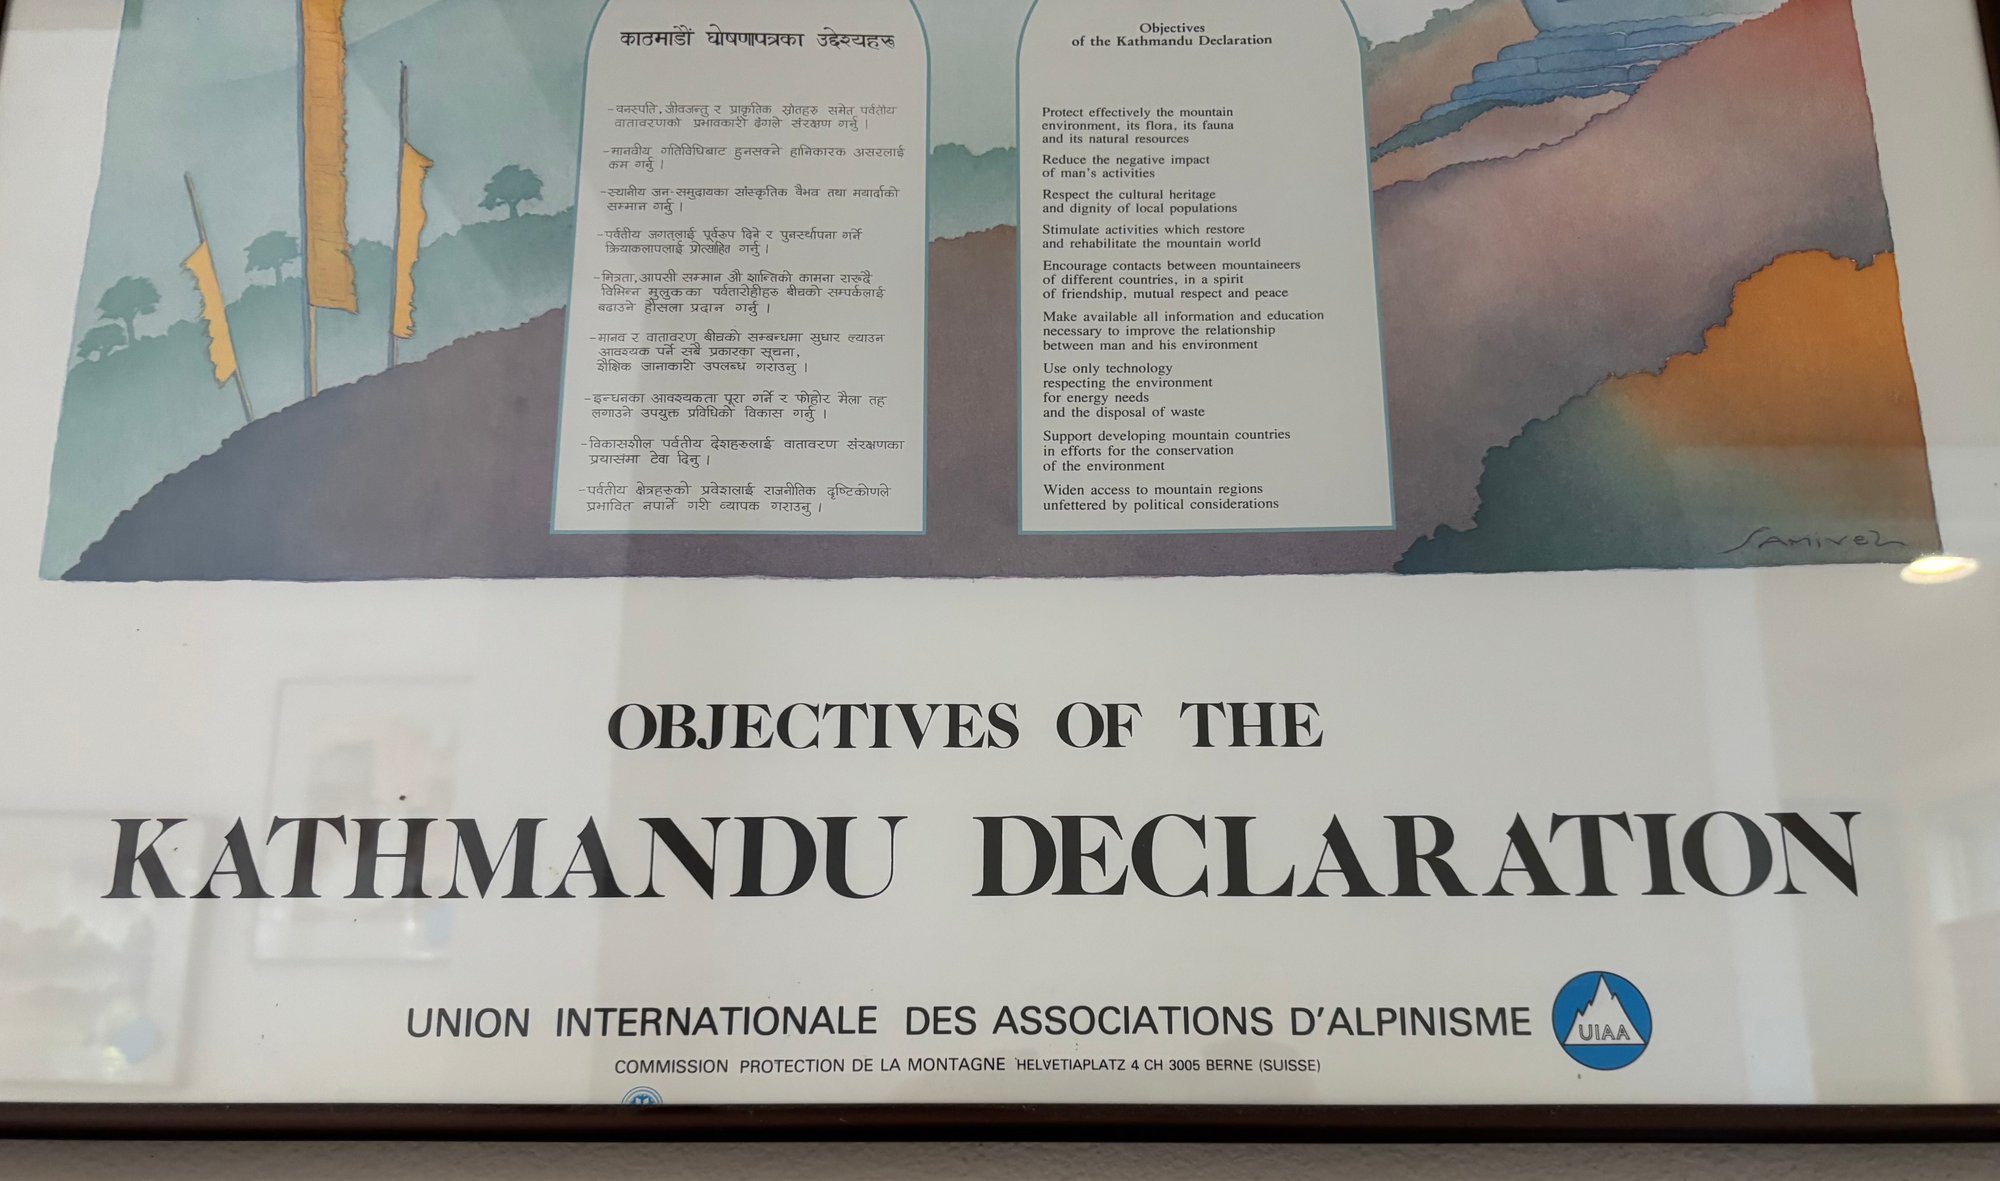 काठमाडौं घोषणापत्रका उद्देश्यहरू
-वनस्पति, जीवजन्तु र प्राकृतिक स्रोतहरु समेत पर्वतीय
वातावरणको प्रभावकारी ढंगले संरक्षण गर्नु ।
-मानवीय गतिविधिबाट हुनसक्ने हानिकारक असरलाई
कम गर्नु ।
-स्थानीय जन-समुदायका सांस्कृतिक वैभव तथा मर्यादाको
सम्मान गर्नु ।
-पर्वतीय जगत्लाई पूर्वरुप दिने र पुनर्स्थापना गर्ने
क्रियाकलापलाई प्रोत्साहित गर्नु ।
-मित्रता, आपसी सम्मान औ शान्तिको कामना राख्दै
विभिन्न मुलुकका पर्वतारोहीहरु बीचको सम्पर्कलाई
बढाउने हौसला प्रदान गर्नु ।
-मानव र वातावरण बीचको सम्बन्धमा सुधार ल्याउन
आवश्यक पर्ने सबै प्रकारका सूचना,
शैक्षिक जानाकारी उपलब्ध गराउनु ।
-इन्धनका आवश्यकता पूरा गर्ने र फोहोर मैला तह
लगाउने उपयुक्त प्रविधिको विकास गर्नु ।
-विकासशील पर्वतीय देशहरुलाई वातावरण संरक्षणका
प्रयासंमा टेवा दिनु ।
-पर्वतीय क्षेत्रहरुको प्रवेशलाई राजनीतिक दृष्टिकोणले
प्रभावित नपार्ने गरी व्यापक गराउनु ।
Objectives
of the Kathmandu Declaration
Protect effectively the mountain
environment, its flora, its fauna
and its natural resources
Reduce the negative impact
of man's activities
Respect the cultural heritage
and dignity of local populations
Stimulate activities which restore
and rehabilitate the mountain world
Encourage contacts between mountaineers
of different countries, in a spirit
of friendship, mutual respect and peace
Make available all information and education
necessary to improve the relationship
between man and his environment
Use only technology
respecting the environment
for energy needs
and the disposal of waste
Support developing mountain countries
in efforts for the conservation
of the environment
Widen access to mountain regions
unfettered by political considerations
SAMIVEL
OBJECTIVES OF THE
KATHMANDU DECLARATION
UNION INTERNATIONALE DES ASSOCIATIONS D'ALPINISME
UIAA
COMMISSION PROTECTION DE LA MONTAGNE HELVETIAPLATZ 4 CH 3005 BERNE (SUISSE)